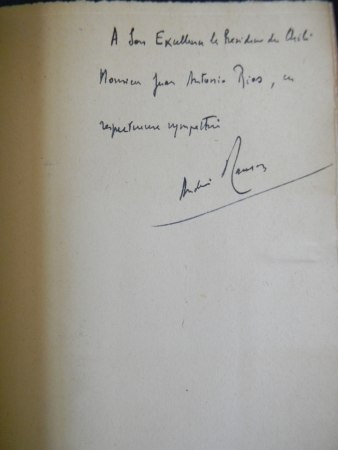 A Son Excellence le Président du Chili
Monsieur Juan Antonio Rios, en
respectueuse sympathie
André